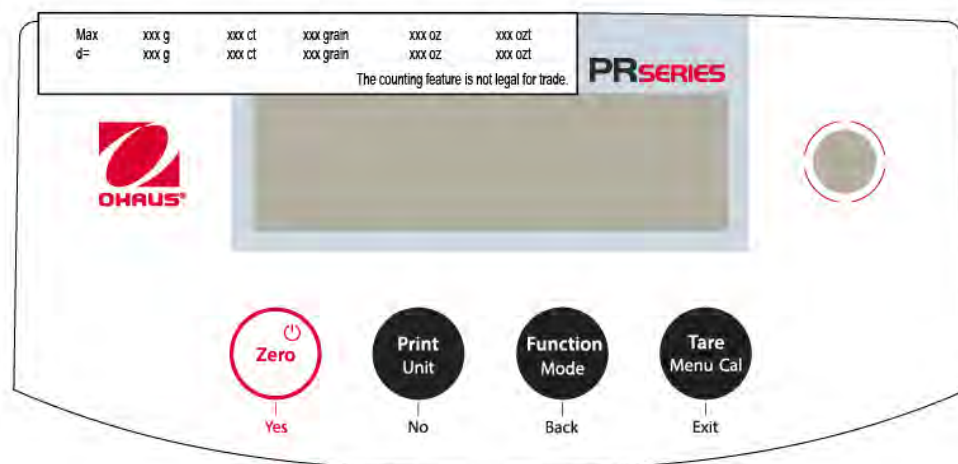 Max xxx g xxx ct xxx grain xxx oz xxx ozt
d= xxx g xxx ct xxx grain xxx oz xxx ozt
The counting feature is not legal for trade.
PRSERIES
OHAUS®
Zero
Print
Unit
Function
Mode
Tare
Menu Cal
Yes
No
Back
Exit